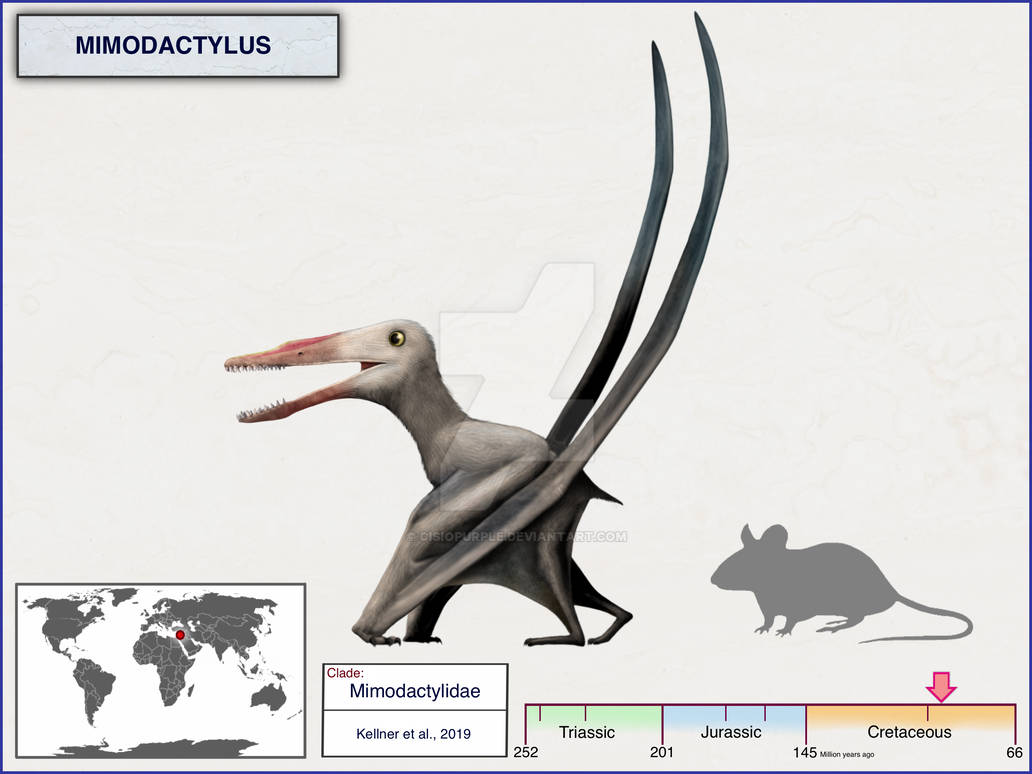 MIMODACTYLUS
© CISIOPURPLE.DEVIANTART.COM
Clade:
Mimodactylidae
Kellner et al., 2019
Triassic
Jurassic
Cretaceous
252
201
145 Million years ago
66